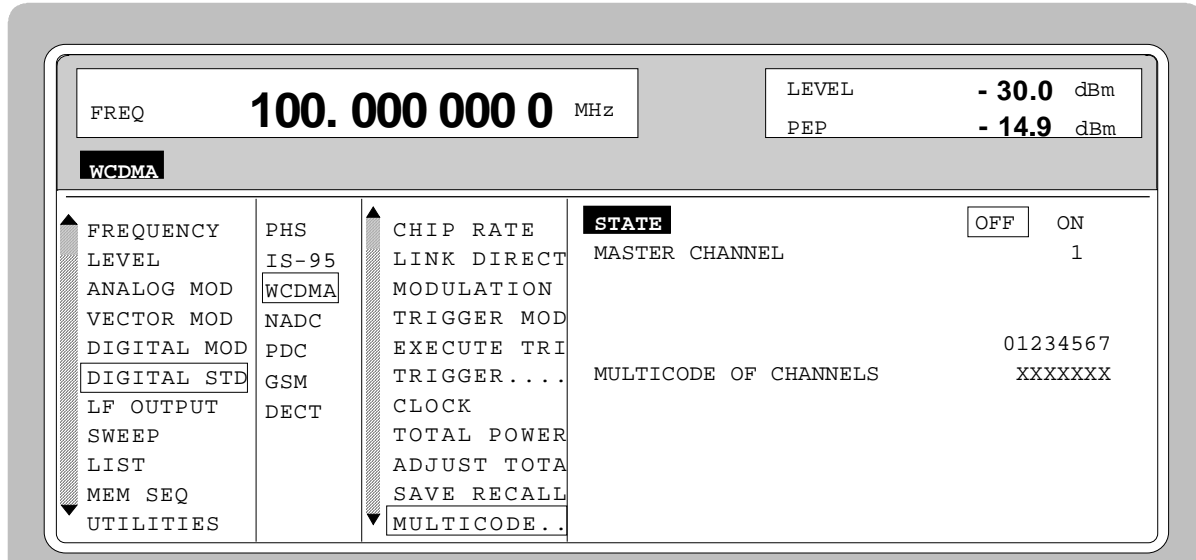 FREQ 100. 000 000 0 MHz
LEVEL - 30.0 dBm
PEP - 14.9 dBm
WCDMA
FREQUENCY
LEVEL
ANALOG MOD
VECTOR MOD
DIGITAL MOD
DIGITAL STD
LF OUTPUT
SWEEP
LIST
MEM SEQ
UTILITIES
PHS
IS-95
WCDMA
NADC
PDC
GSM
DECT
CHIP RATE
LINK DIRECT
MODULATION
TRIGGER MOD
EXECUTE TRI
TRIGGER....
CLOCK
TOTAL POWER
ADJUST TOTA
SAVE RECALL
MULTICODE..
STATE OFF ON
MASTER CHANNEL 1
01234567
MULTICODE OF CHANNELS XXXXXXX